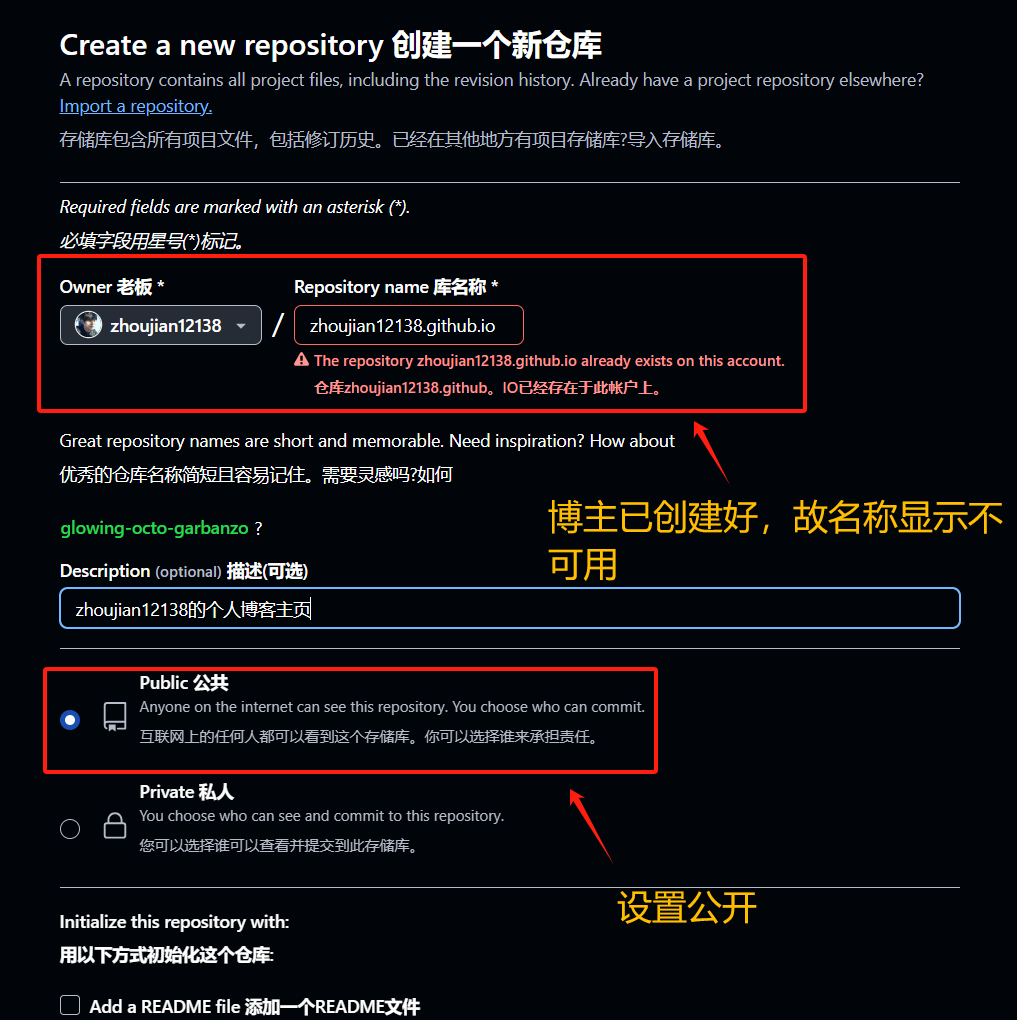 Create a new repository 创建一个新仓库
A repository contains all project files, including the revision history. Already have a project repository elsewhere?
Import a repository.
存储库包含所有项目文件，包括修订历史。已经在其他地方有项目存储库?导入存储库。
Required fields are marked with an asterisk (*).
必填字段用星号(*)标记。
Owner 老板 *
Repository name 库名称 *
zhoujian12138
/
zhoujian12138.github.io
The repository zhoujian12138.github.io already exists on this account.
仓库zhoujian12138.github。IO已经存在于此帐户上。
Great repository names are short and memorable. Need inspiration? How about
优秀的仓库名称简短且容易记住。需要灵感吗?如何
glowing-octo-garbanzo ?
博主已创建好，故名称显示不
可用
Description (optional) 描述(可选)
zhoujian12138的个人博客主页
Public 公共
Anyone on the internet can see this repository. You choose who can commit.
互联网上的任何人都可以看到这个存储库。你可以选择谁来承担责任。
Private 私人
You choose who can see and commit to this repository.
您可以选择谁可以查看并提交到此存储库。
设置公开
Initialize this repository with:
用以下方式初始化这个仓库:
Add a README file 添加一个README文件